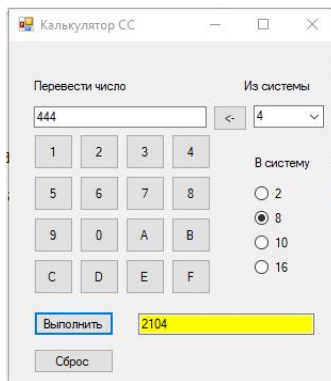 Калькулятор СС
Перевести число
Из системы
444
<-
4
1 2 3 4
В систему
5 6 7 8
2
8
9 0 A B
10
16
C D E F
Выполнить
2104
Сброс